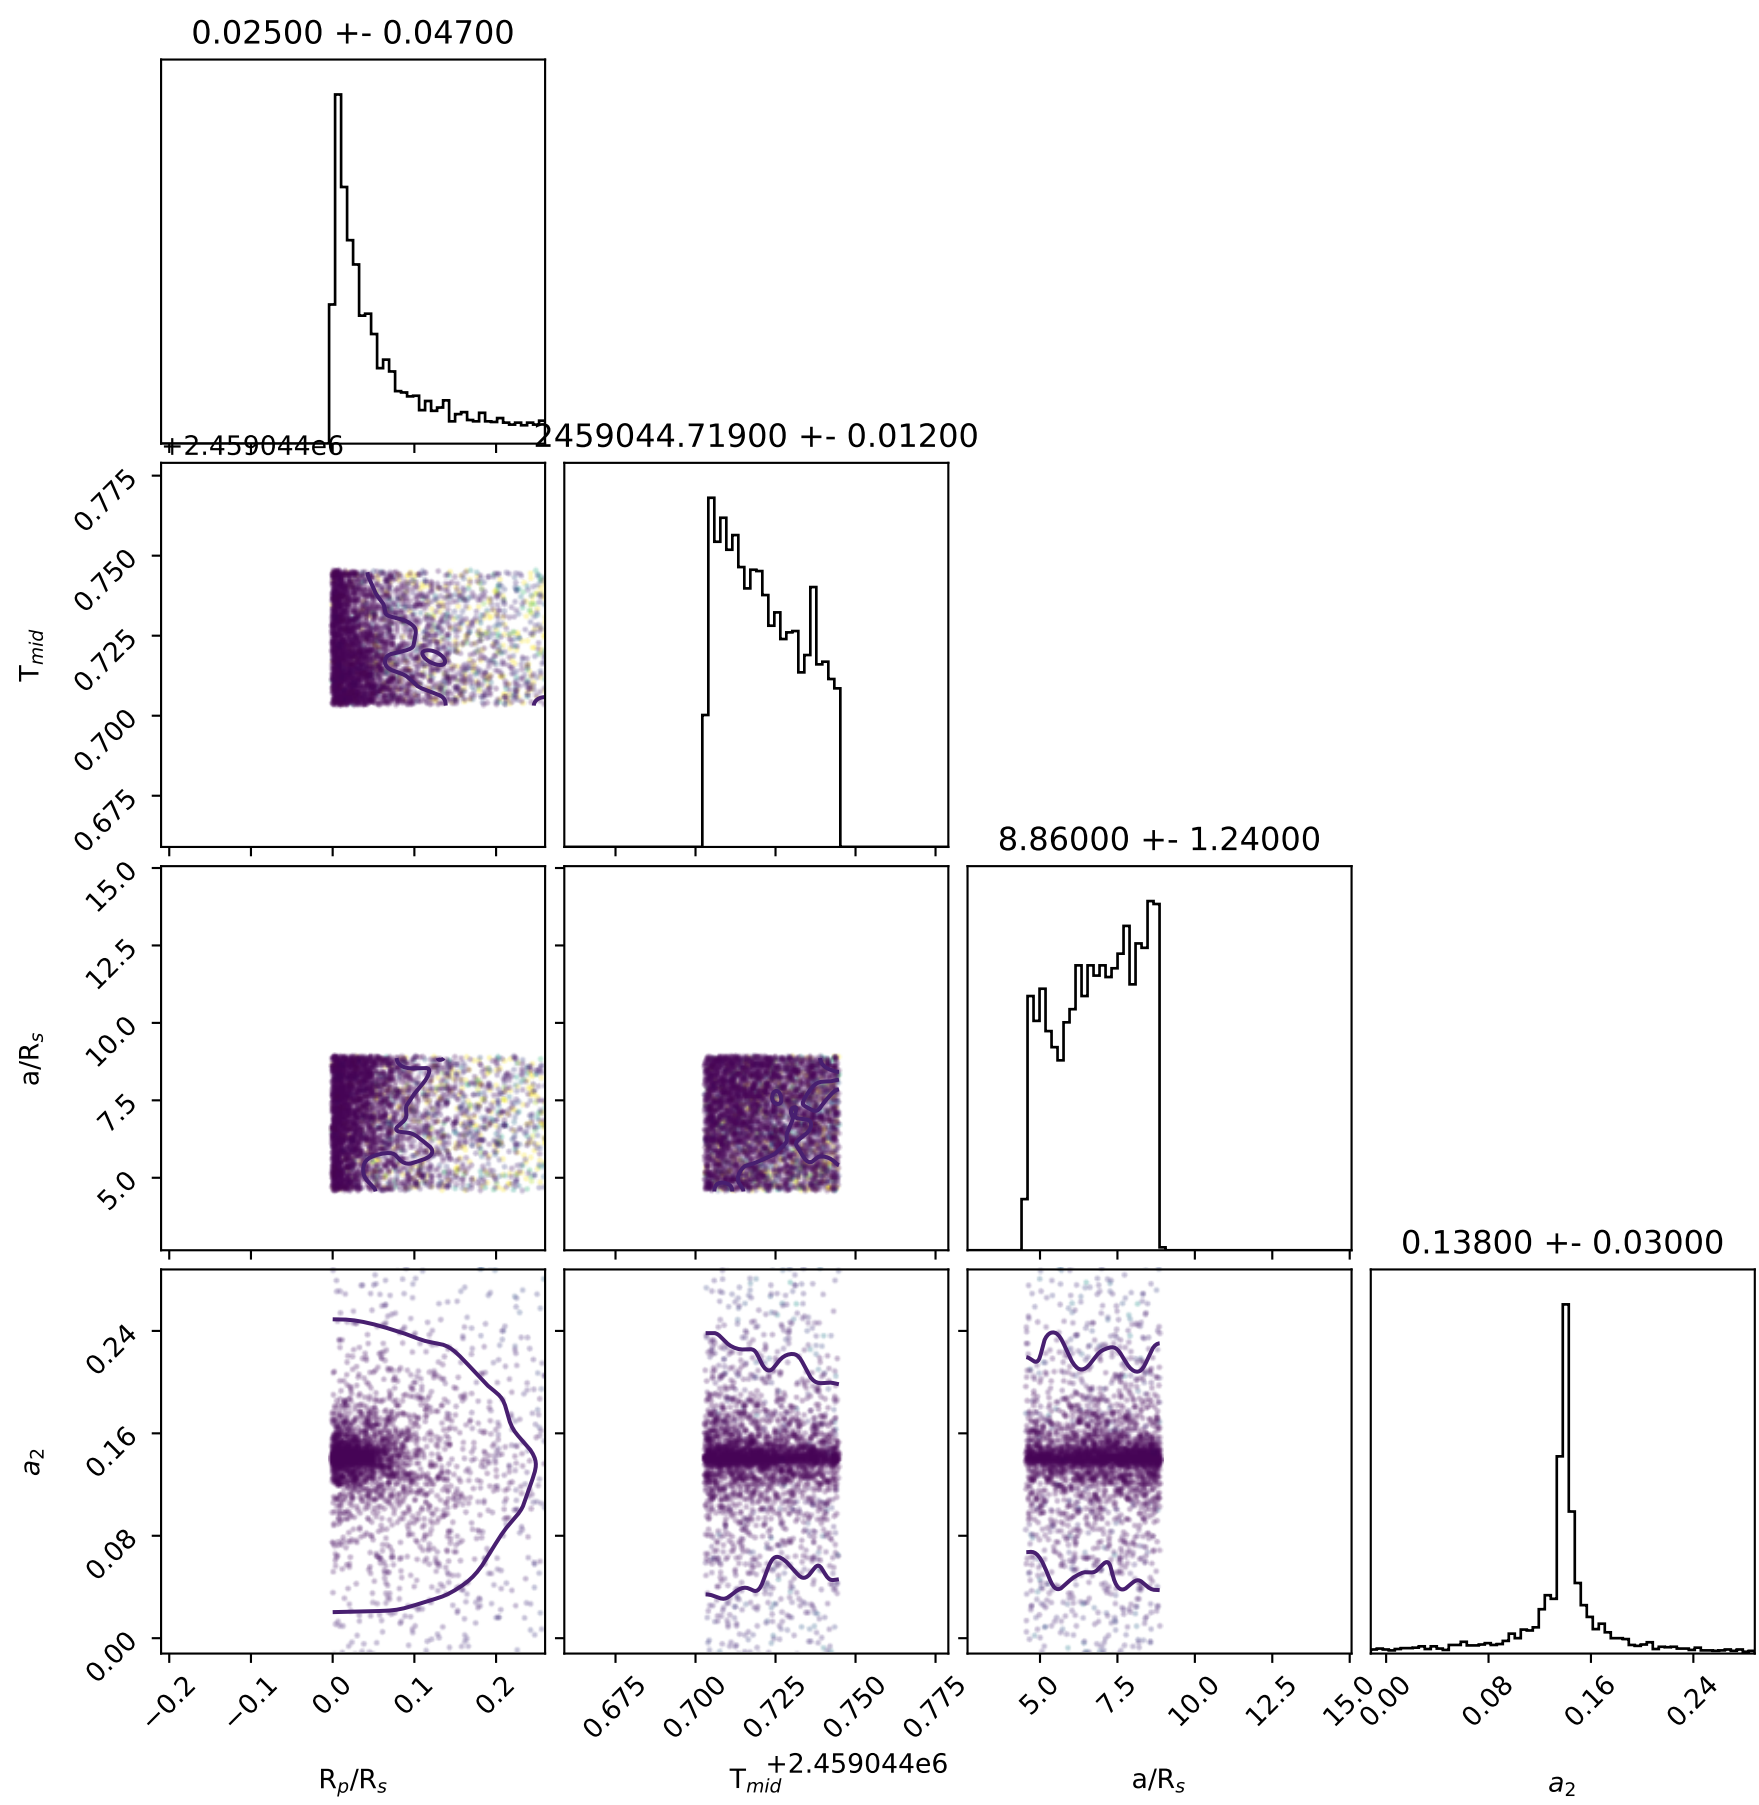 0.02500 +- 0.04700
+2.459044e6
2459044.71900 +- 0.01200
0.775
0.750
0.725
0.700
0.675
T_mid
8.86000 +- 1.24000
15.0
12.5
10.0
7.5
5.0
a/R_s
0.13800 +- 0.03000
0.24
0.16
0.08
0.00
a_2
−0.2 −0.1 0.0 0.1 0.2
0.675 0.700 0.725 0.750 0.775
5.0 7.5 10.0 12.5 15.0
0.00 0.08 0.16 0.24
+2.459044e6
R_p/R_s T_mid a/R_s a_2